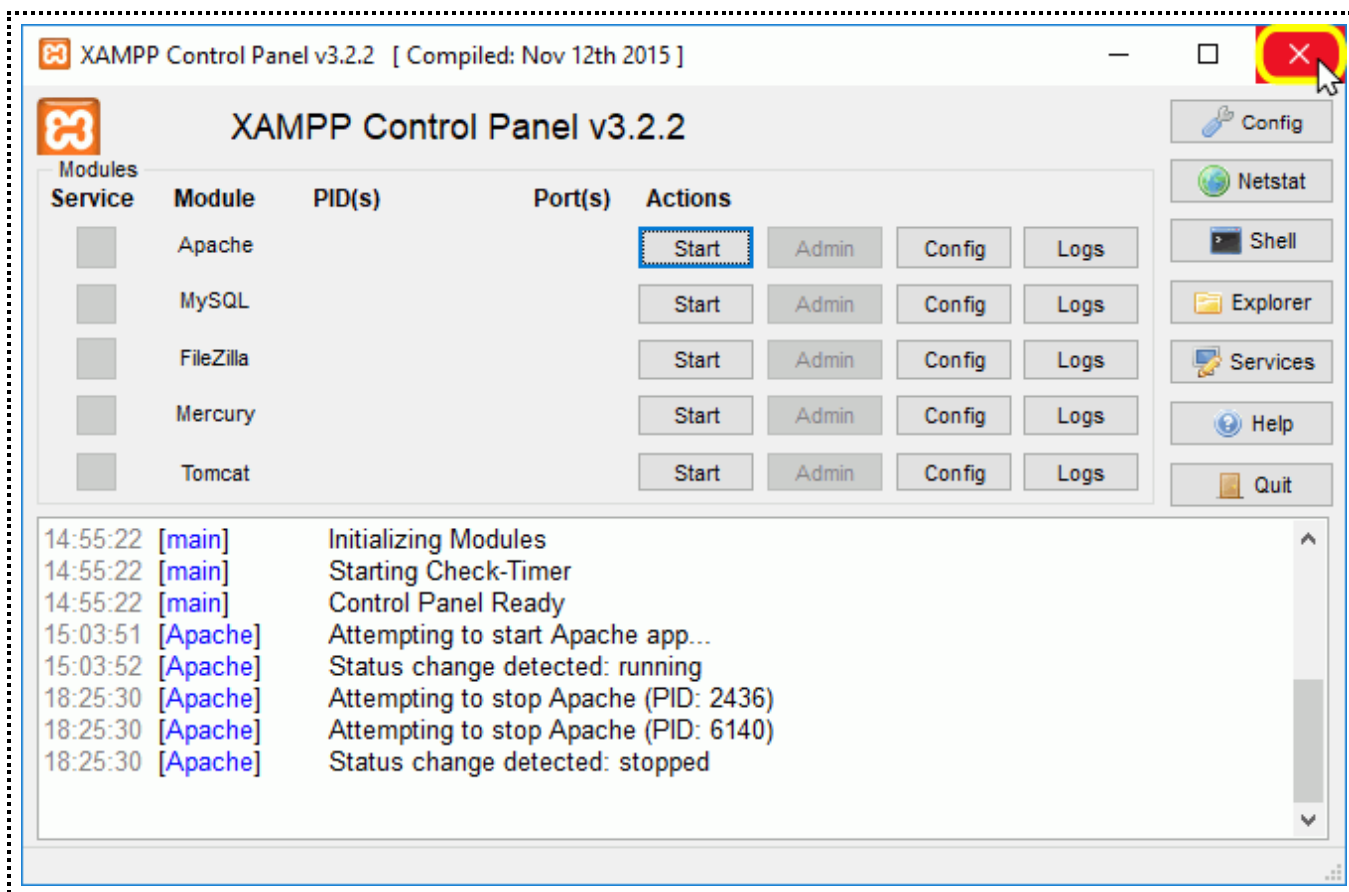 XAMPP Control Panel v3.2.2 [ Compiled: Nov 12th 2015 ]
XAMPP Control Panel v3.2.2
Config
Modules
Netstat
Service Module PID(s) Port(s) Actions
Apache Start Admin Config Logs
Shell
MySQL Start Admin Config Logs
Explorer
FileZilla Start Admin Config Logs
Services
Mercury Start Admin Config Logs
Help
Tomcat Start Admin Config Logs
Quit
14:55:22 [main] Initializing Modules
14:55:22 [main] Starting Check-Timer
14:55:22 [main] Control Panel Ready
15:03:51 [Apache] Attempting to start Apache app...
15:03:52 [Apache] Status change detected: running
18:25:30 [Apache] Attempting to stop Apache (PID: 2436)
18:25:30 [Apache] Attempting to stop Apache (PID: 6140)
18:25:30 [Apache] Status change detected: stopped